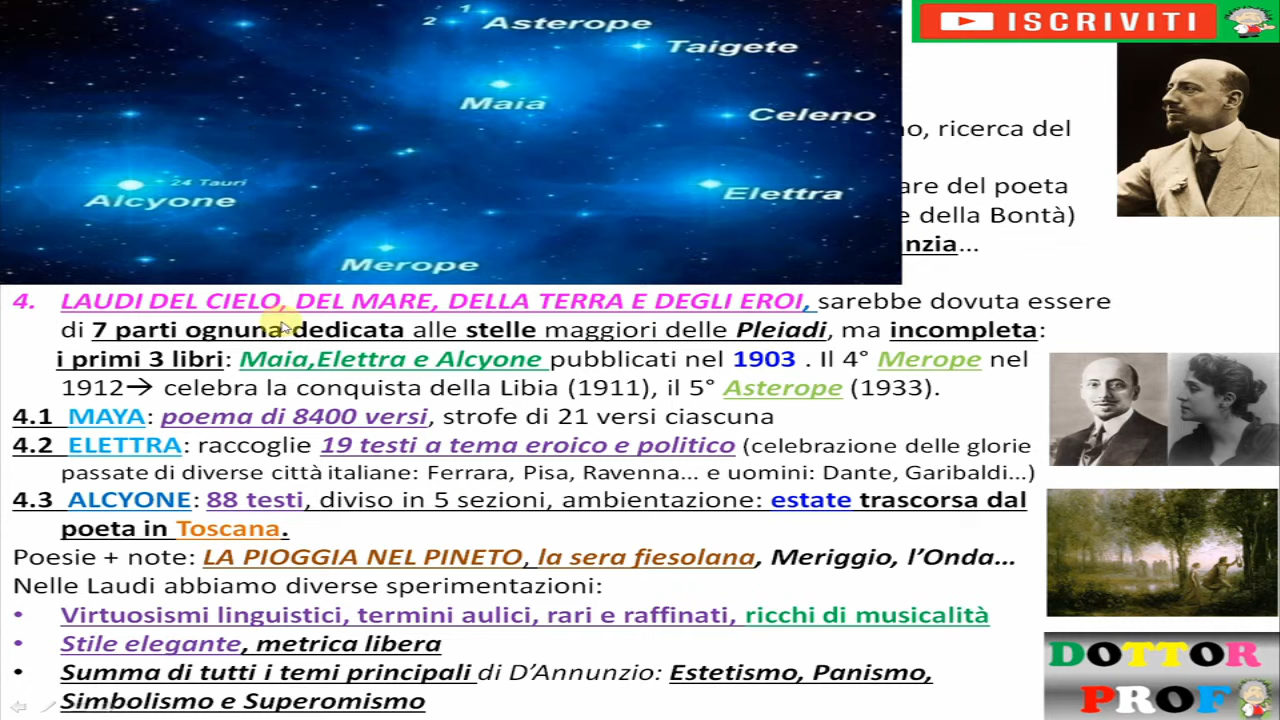 1
2
Asterope
Taigete
Maia
Celeno
24 Tauri
Alcyone
Elettra
Merope
ISCRIVITI
ricerca del
del poeta
della Bontà)
...
4. LAUDI DEL CIELO, DEL MARE, DELLA TERRA E DEGLI EROI, sarebbe dovuta essere
di 7 parti ognuna dedicata alle stelle maggiori delle Pleiadi, ma incompleta:
i primi 3 libri: Maia,Elettra e Alcyone pubblicati nel 1903 . Il 4° Merope nel
1912→ celebra la conquista della Libia (1911), il 5° Asterope (1933).
4.1 MAYA: poema di 8400 versi, strofe di 21 versi ciascuna
4.2 ELETTRA: raccoglie 19 testi a tema eroico e politico (celebrazione delle glorie
passate di diverse città italiane: Ferrara, Pisa, Ravenna... e uomini: Dante, Garibaldi...)
4.3 ALCYONE: 88 testi, diviso in 5 sezioni, ambientazione: estate trascorsa dal
poeta in Toscana.
Poesie + note: LA PIOGGIA NEL PINETO, la sera fiesolana, Meriggio, l'Onda...
Nelle Laudi abbiamo diverse sperimentazioni:
• Virtuosismi linguistici, termini aulici, rari e raffinati, ricchi di musicalità
• Stile elegante, metrica libera
• Summa di tutti i temi principali di D'Annunzio: Estetismo, Panismo,
Simbolismo e Superomismo
DOTTOR
PROF